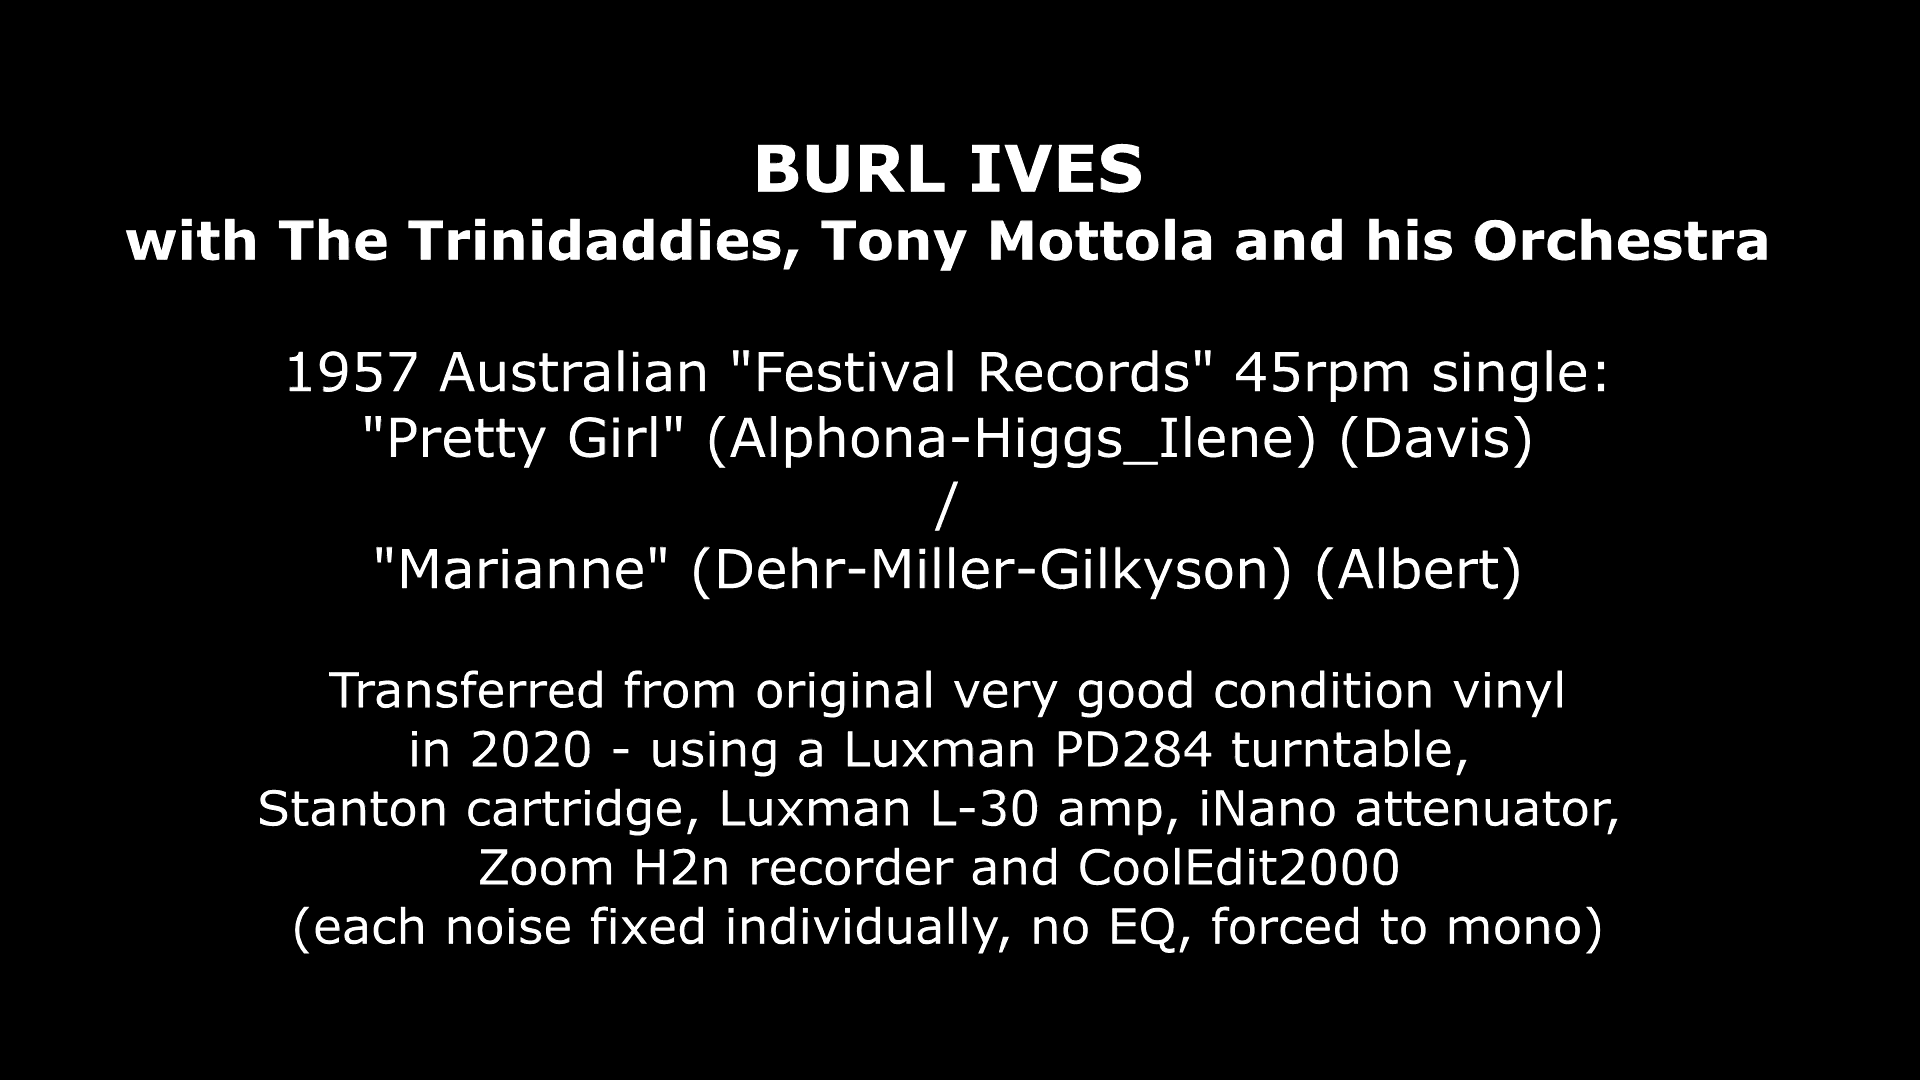 BURL IVES
with The Trinidaddies, Tony Mottola and his Orchestra
1957 Australian "Festival Records" 45rpm single:
"Pretty Girl" (Alphona-Higgs_Ilene) (Davis)
/
"Marianne" (Dehr-Miller-Gilkyson) (Albert)
Transferred from original very good condition vinyl
in 2020 - using a Luxman PD284 turntable,
Stanton cartridge, Luxman L-30 amp, iNano attenuator,
Zoom H2n recorder and CoolEdit2000
(each noise fixed individually, no EQ, forced to mono)